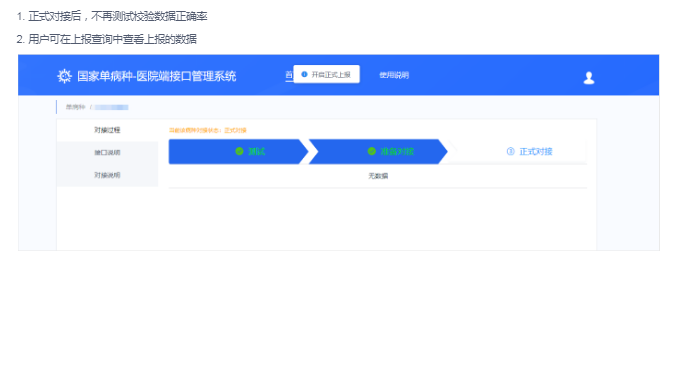 1. 正式对接后，不再测试校验数据正确率
2. 用户可在上报查询中查看上报的数据
国家单病种-医院端接口管理系统
首
开启正式上报
使用说明
单病种 /
对接过程
当前该病种对接状态：正式对接
接口说明
测试
准备对接
③ 正式对接
对接说明
无数据